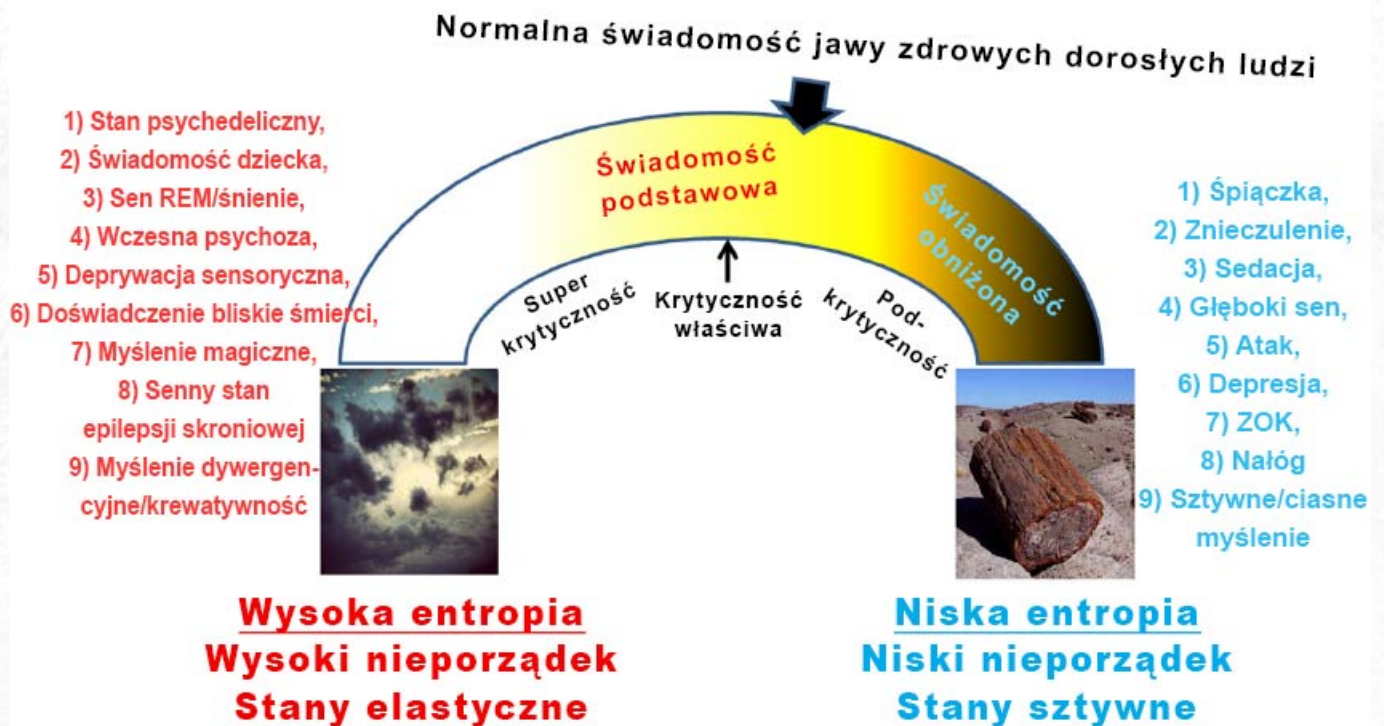 Normalna świadomość jawy zdrowych dorosłych ludzi
1) Stan psychedeliczny,
2) Świadomość dziecka,
3) Sen REM/śnienie,
4) Wczesna psychoza,
5) Deprywacja sensoryczna,
6) Doświadczenie bliskie śmierci,
7) Myślenie magiczne,
8) Senny stan
epilepsji skroniowej
9) Myślenie dywergen-
cyjne/krewatywność
Świadomość
podstawowa
Świadomość
obniżona
Super
krytyczność
Krytyczność
właściwa
Pod-
krytyczność
1) Śpiączka,
2) Znieczulenie,
3) Sedacja,
4) Głęboki sen,
5) Atak,
6) Depresja,
7) ZOK,
8) Nałóg
9) Sztywne/ciasne
myślenie
Wysoka entropia
Wysoki nieporządek
Stany elastyczne
Niska entropia
Niski nieporządek
Stany sztywne